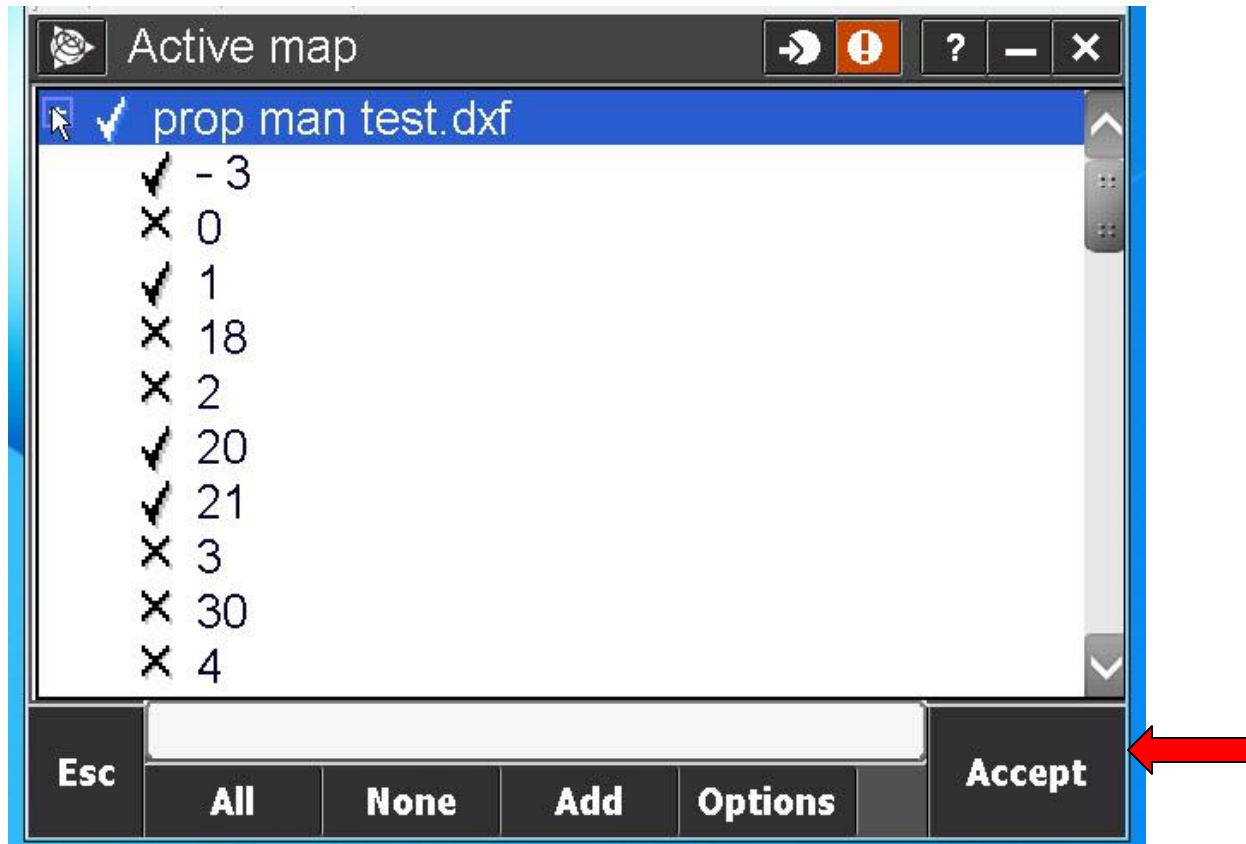 Active map
?
prop man test.dxf
- 3
0
1
18
2
20
21
3
30
4
Esc
All
None
Add
Options
Accept